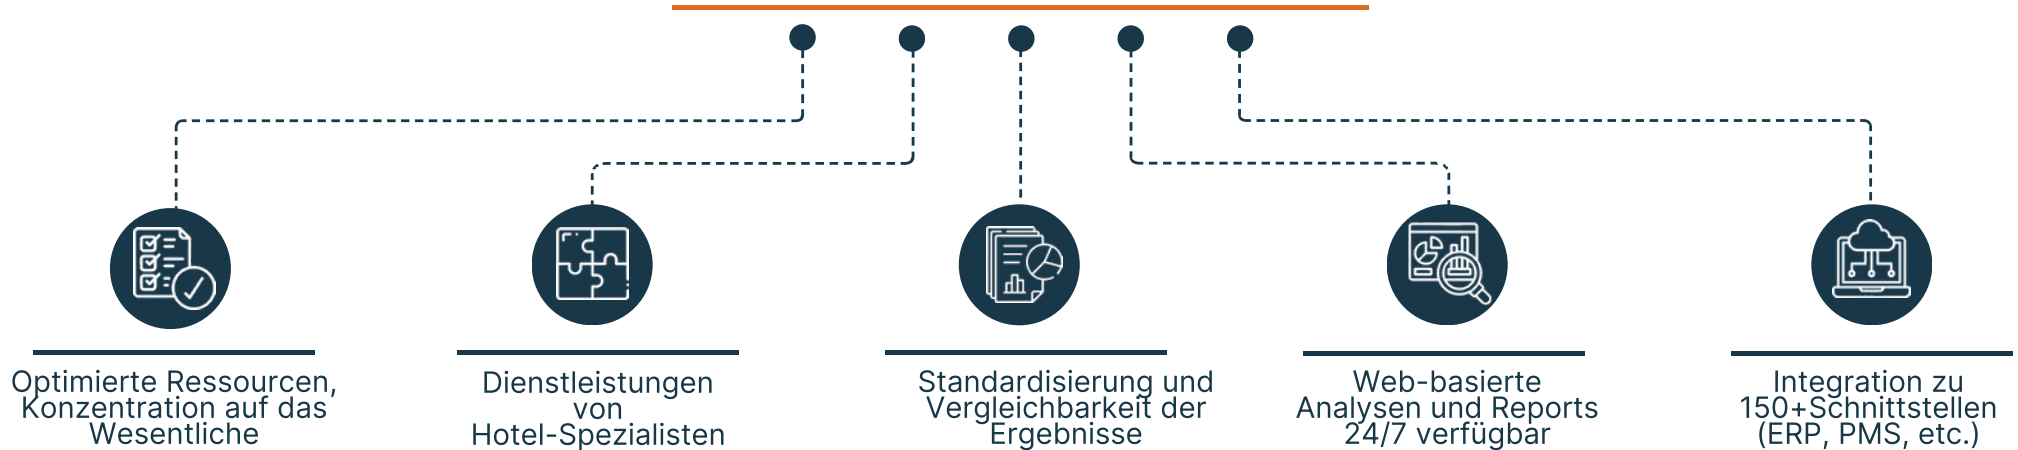 Optimierte Ressourcen,
Konzentration auf das
Wesentliche
Dienstleistungen
von
Hotel-Spezialisten
Standardisierung und
Vergleichbarkeit der
Ergebnisse
Web-basierte
Analysen und Reports
24/7 verfügbar
Integration zu
150+Schnittstellen
(ERP, PMS, etc.)